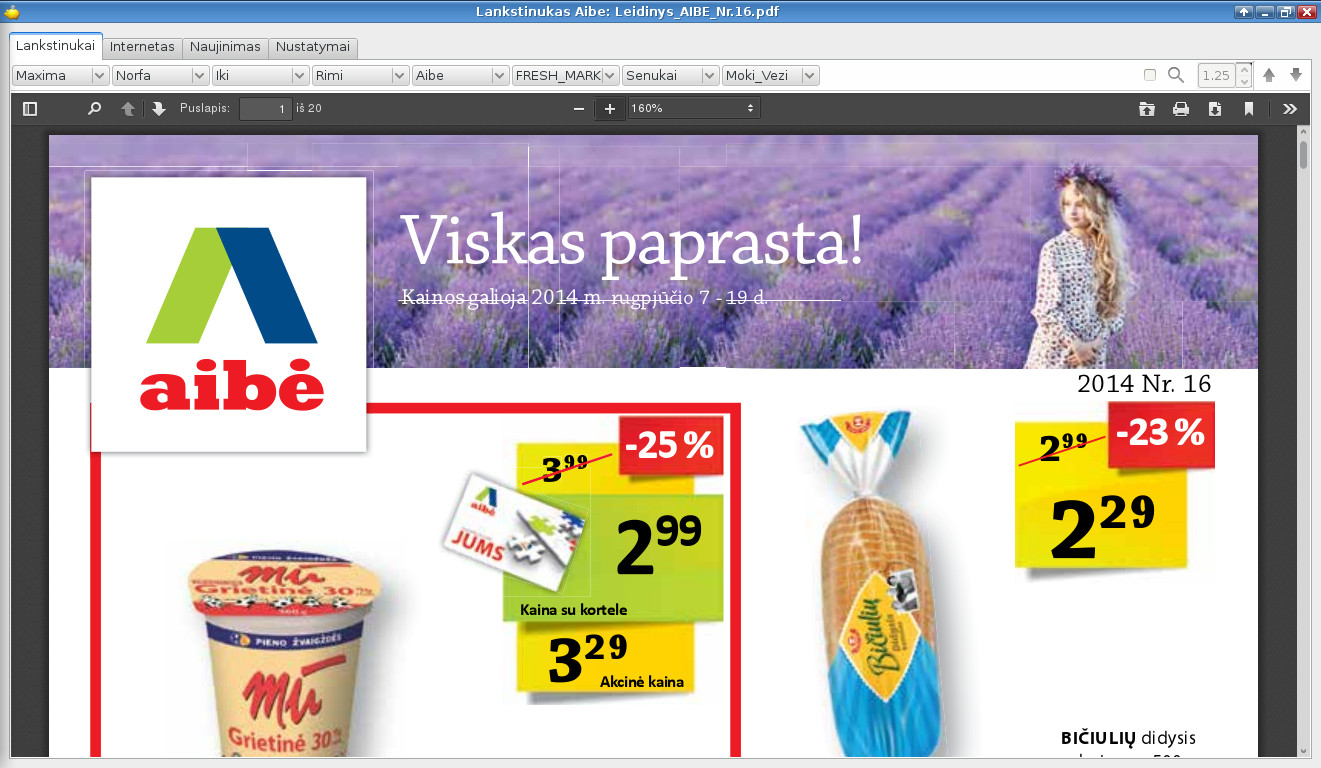 Lankstinukas Aibe: Leidinys_AIBE_Nr.16.pdf
Lankstinukai Internetas Naujinimas Nustatymai
Maxima Norfa Iki Rimi Aibe FRESH_MARK Senukai Moki_Vezi 1.25
Puslapis: 1 iš 20 160%
Viskas paprasta!
Kainos galioja 2014 m. rugpjūčio 7 - 19 d.
aibė
2014 Nr. 16
-25 %
3 99
aibė
JUMS
2 99
Kaina su kortele
3 29
Akcinė kaina
Mū
Grietinė 30%
PIENO ŽVAIGŽDĖS
Mū
Grietinė 30%
-23 %
2 99
2 29
Bičiulių
Didysis
BIČIULIŲ didysis